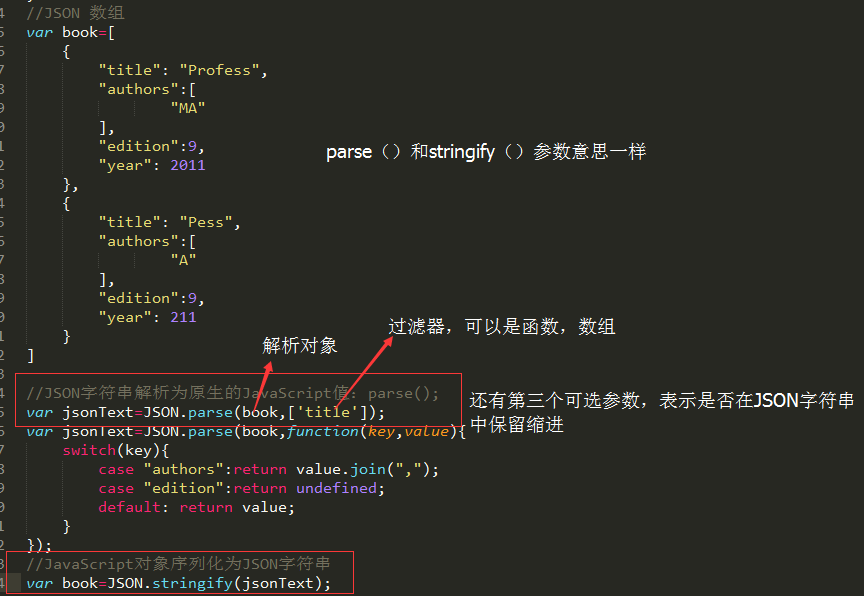 //JSON 数组
var book=[
{
"title": "Profess",
"authors":[
"MA"
],
"edition":9,
"year": 2011
},
{
"title": "Pess",
"authors":[
"A"
],
"edition":9,
"year": 211
}
]
parse（）和stringify（）参数意思一样
过滤器，可以是函数，数组
解析对象
//JSON字符串解析为原生的JavaScript值：parse();
var jsonText=JSON.parse(book,['title']);
还有第三个可选参数，表示是否在JSON字符串
中保留缩进
var jsonText=JSON.parse(book,function(key,value){
switch(key){
case "authors":return value.join(",");
case "edition":return undefined;
default: return value;
}
});
//JavaScript对象序列化为JSON字符串
var book=JSON.stringify(jsonText);